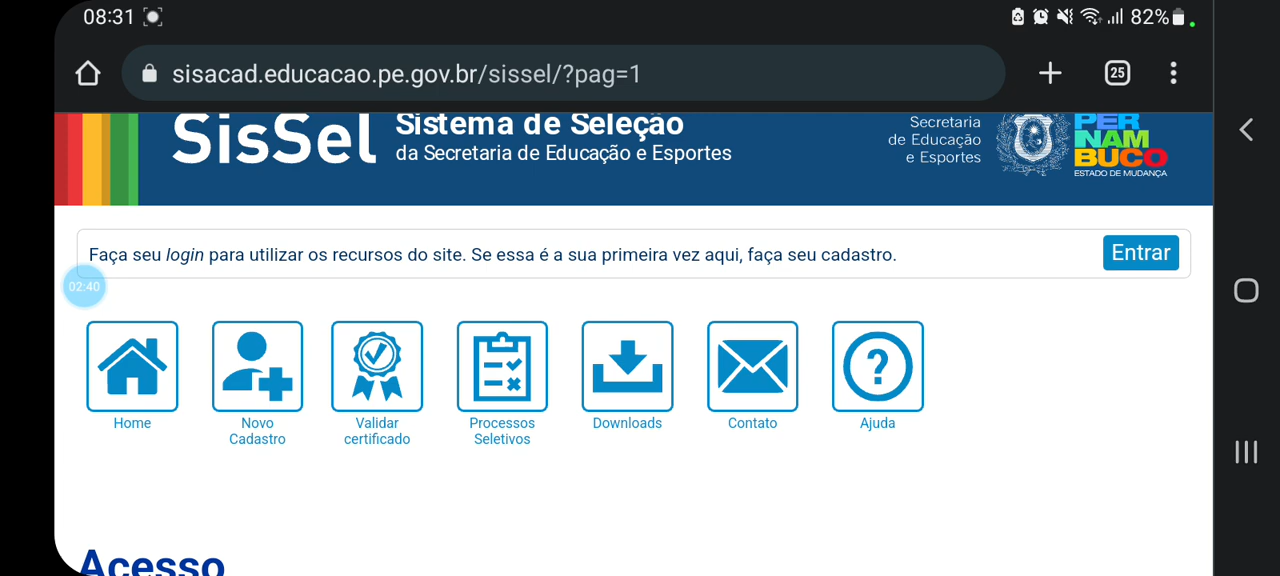 08:31
82%
sisacad.educacao.pe.gov.br/sissel/?pag=1
25
SisSel
Sistema de Seleção
da Secretaria de Educação e Esportes
Secretaria
de Educação
e Esportes
PER
NAM
BUCO
ESTADO DE MUDANÇA
Faça seu login para utilizar os recursos do site. Se essa é a sua primeira vez aqui, faça seu cadastro.
Entrar
02:40
Home
Novo
Cadastro
Validar
certificado
Processos
Seletivos
Downloads
Contato
Ajuda
Acesso